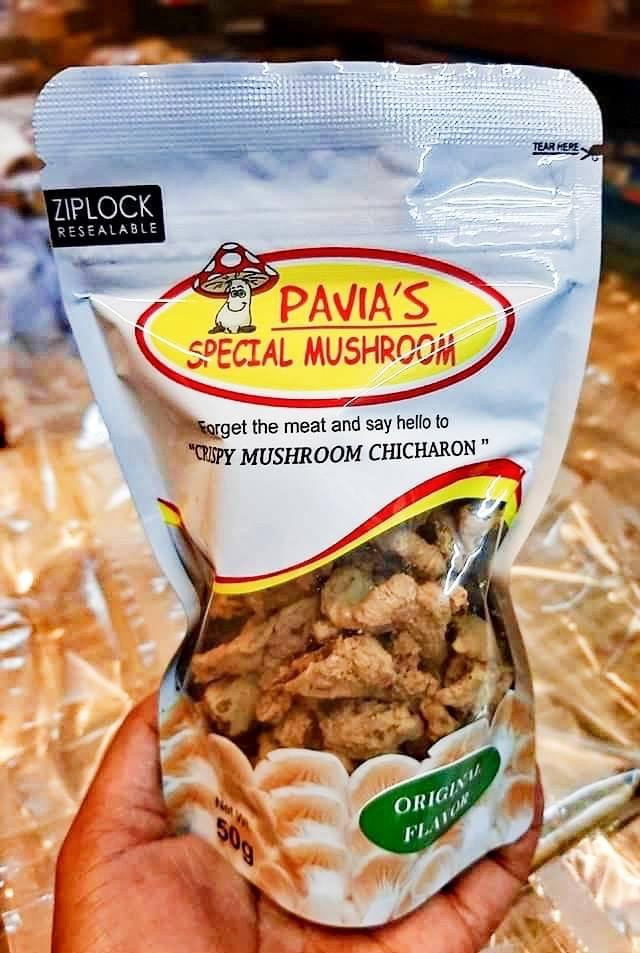 TEAR HERE
ZIPLOCK
RESEALABLE
PAVIA'S
SPECIAL MUSHROOM
Forget the meat and say hello to
"CRISPY MUSHROOM CHICHARON"
ORIGINAL
FLAVOR
Net Wt
50g